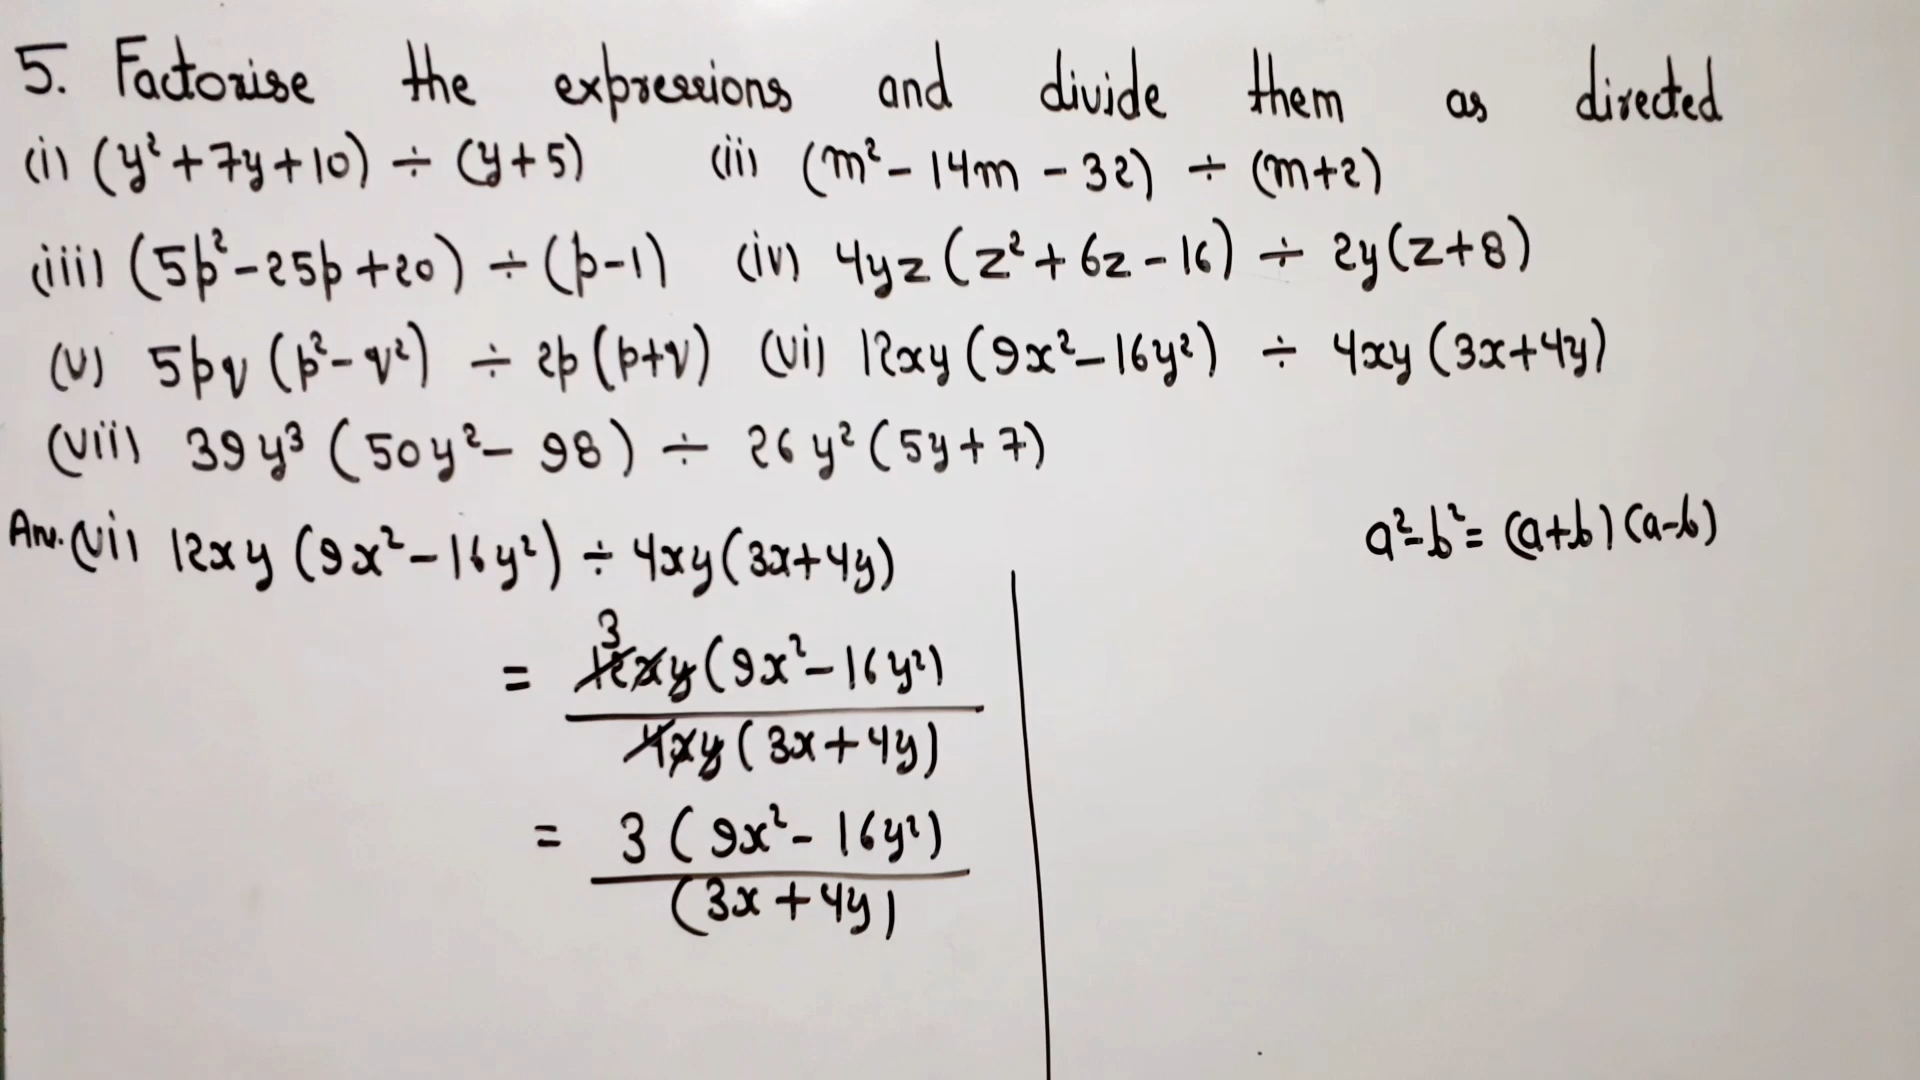 5. Factorise the expressions and divide them as directed
(i) (y²+7y+10) ÷ (y+5) (ii) (m²-14m-32) ÷ (m+2)
(iii) (5p²-25p+20) ÷ (p-1) (iv) 4yz(z²+6z-16) ÷ 2y(z+8)
(v) 5pq(p²-q²) ÷ 2p(p+q) (vi) 12xy(9x²-16y²) ÷ 4xy(3x+4y)
(vii) 39y³(50y²-98) ÷ 26y²(5y+7)
Ans. (vi) 12xy(9x²-16y²) ÷ 4xy(3x+4y)
a²-b²=(a+b)(a-b)
3
= 12xy(9x²-16y²)
4xy(3x+4y)
= 3(9x²-16y²)
(3x+4y)